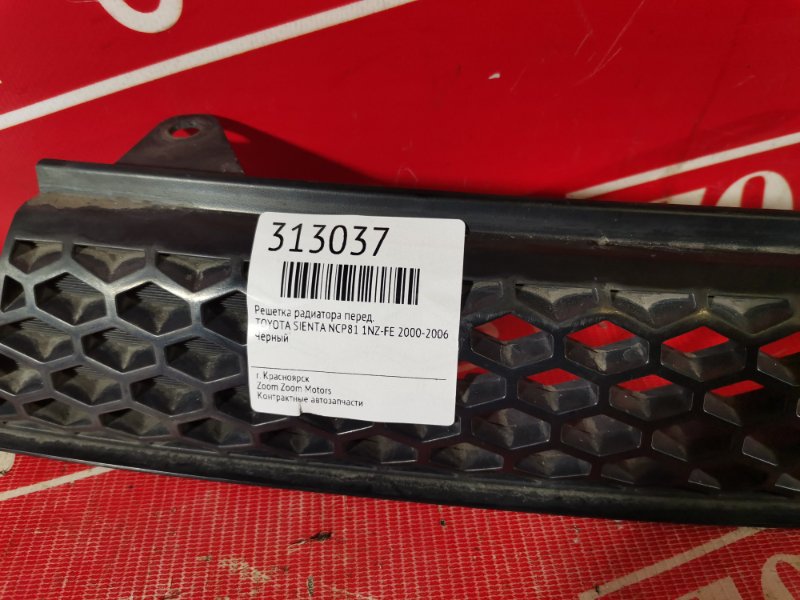 313037
Решетка радиатора перед.
TOYOTA SIENTA NCP81 1NZ-FE 2000-2006
черный
г. Красноярск
Zoom Zoom Motors
Контрактные автозапчасти